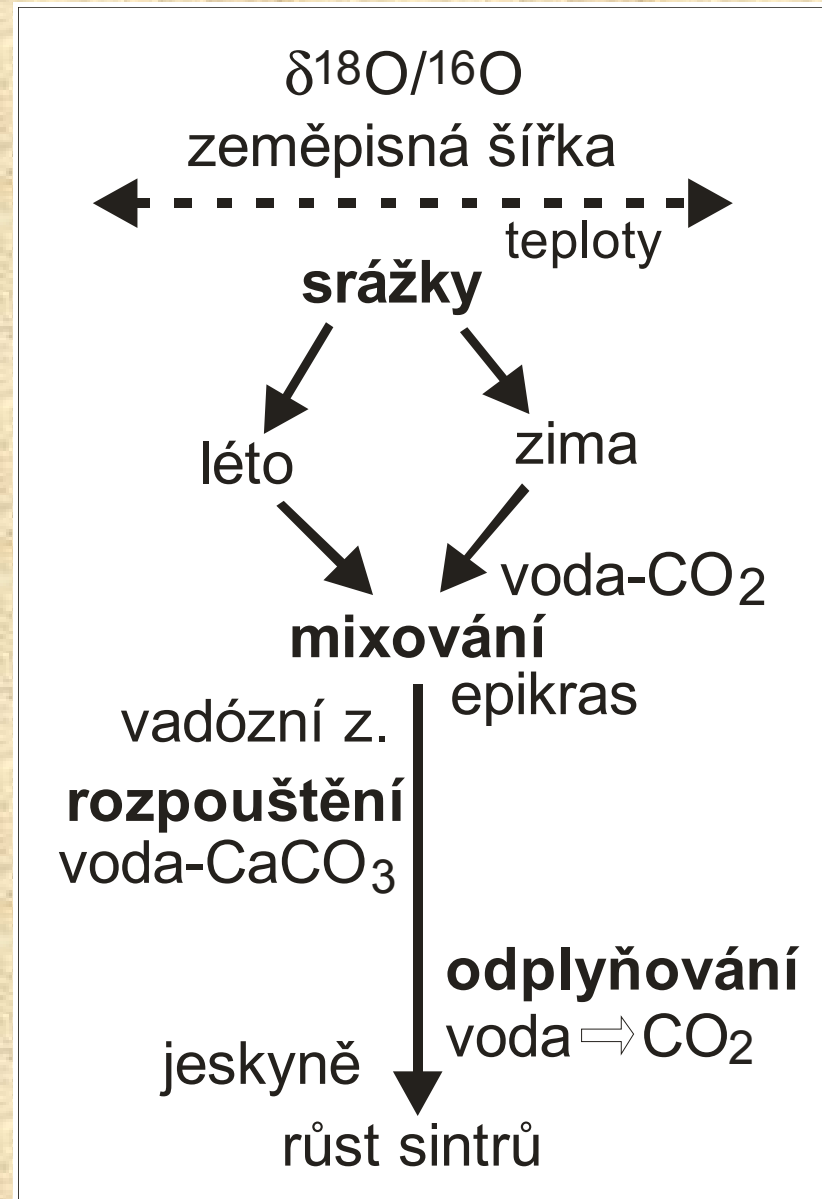 δ18O/16O
zeměpisná šířka
teploty
srážky
léto
zima
voda-CO2
mixování
epikras
vadózní z.
rozpouštění
voda-CaCO3
odplyňování
voda⇨CO2
jeskyně
růst sintrů